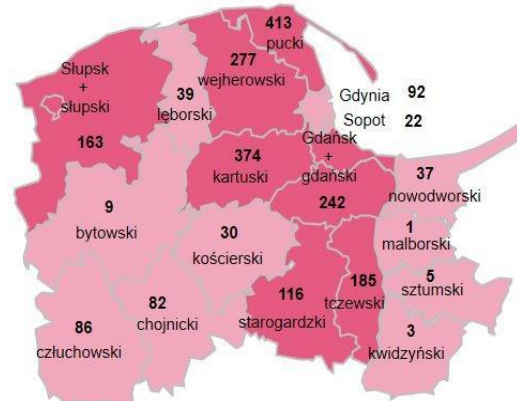 413
pucki
277
wejherowski
Słupsk
+
słupski
163
39
lęborski
Gdynia 92
Sopot 22
Gdańsk
+
gdański
242
374
kartuski
37
nowodworski
9
bytowski
30
kościerski
1
malborski
5
sztumski
185
tczewski
116
starogardzki
82
chojnicki
86
człuchowski
3
kwidzyński